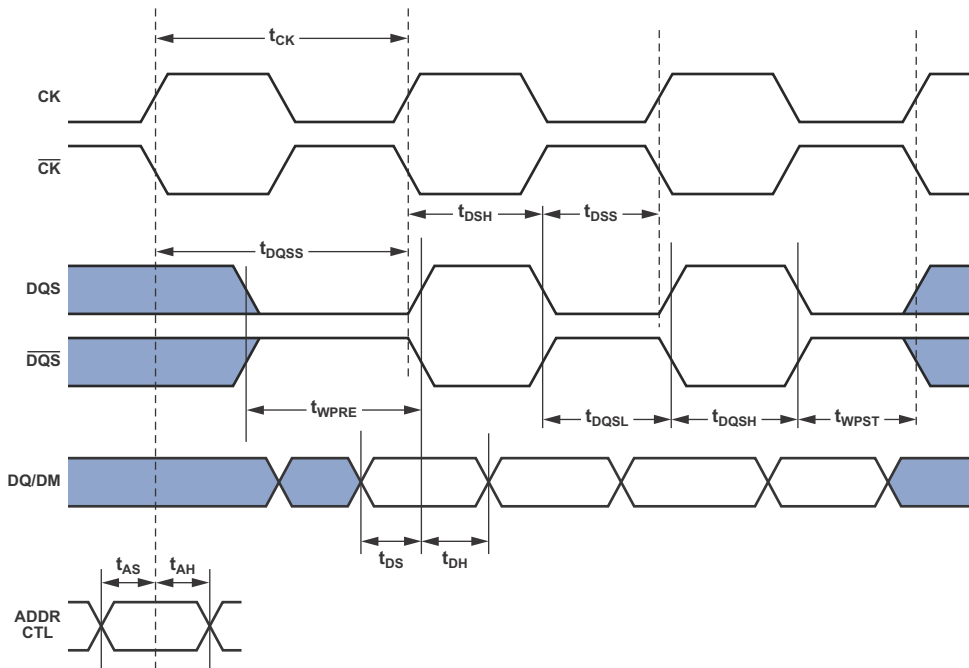 tCK
CK
CK
tDSH
tDSS
tDQSS
DQS
DQS
tWPRE
tDQSL
tDQSH
tWPST
DQ/DM
tDS
tDH
tAS
tAH
ADDR
CTL